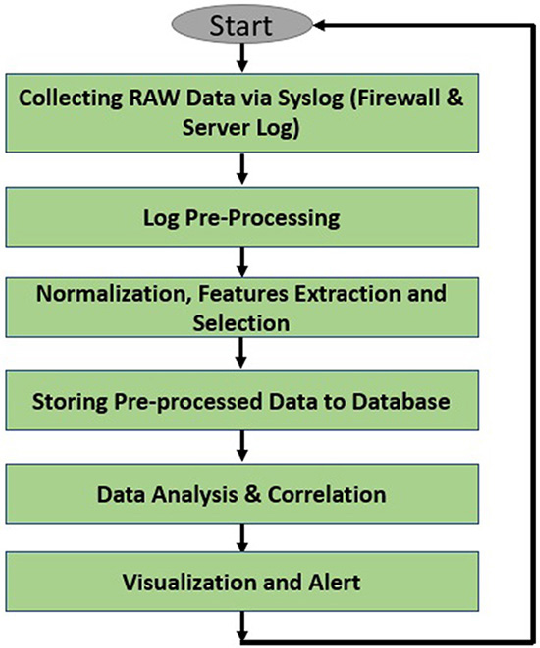 Start
Collecting RAW Data via Syslog (Firewall &
Server Log)
Log Pre-Processing
Normalization, Features Extraction and
Selection
Storing Pre-processed Data to Database
Data Analysis & Correlation
Visualization and Alert